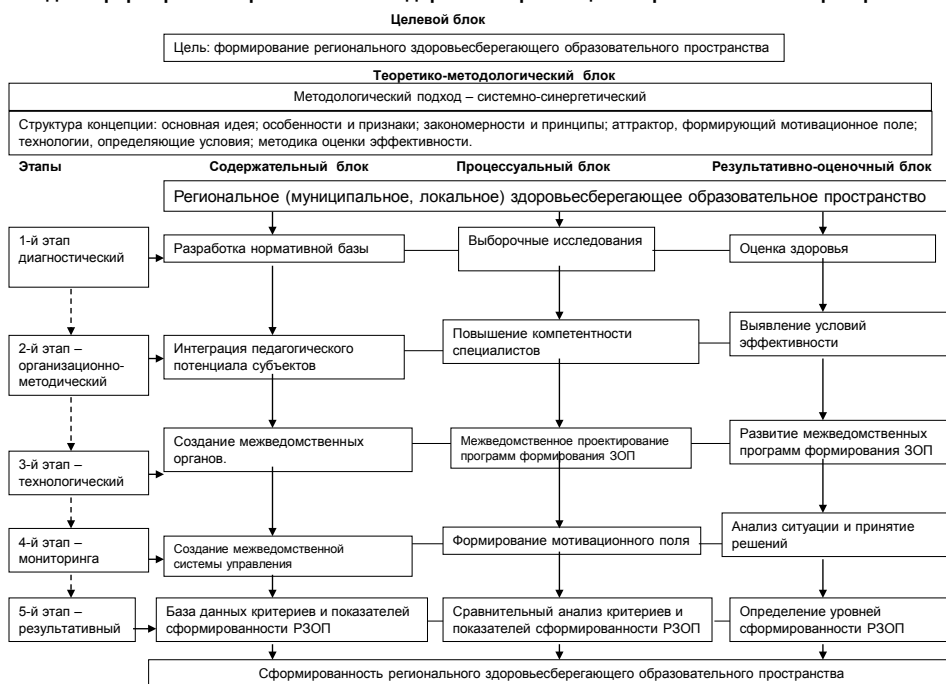 Целевой блок
Цель: формирование регионального здоровьесберегающего образовательного пространства
Теоретико-методологический блок
Методологический подход – системно-синергетический
Структура концепции: основная идея; особенности и признаки; закономерности и принципы; аттрактор, формирующий мотивационное поле;
технологии, определяющие условия; методика оценки эффективности.
Этапы
Содержательный блок
Процессуальный блок
Результативно-оценочный блок
Региональное (муниципальное, локальное) здоровьесберегающее образовательное пространство
1-й этап
диагностический
Разработка нормативной базы
Выборочные исследования
Оценка здоровья
2-й этап –
организационно-
методический
Интеграция педагогического
потенциала субъектов
Повышение компетентности
специалистов
Выявление условий
эффективности
3-й этап –
технологический
Создание межведомственных
органов.
Межведомственное проектирование
программ формирования ЗОП
Развитие межведомственных
программ формирования ЗОП
4-й этап –
мониторинга
Создание межведомственной
системы управления
Формирование мотивационного поля
Анализ ситуации и принятие
решений
5-й этап –
результативный
База данных критериев и показателей
сформированности РЗОП
Сравнительный анализ критериев и
показателей сформированности РЗОП
Определение уровней
сформированности РЗОП
Сформированность регионального здоровьесберегающего образовательного пространства